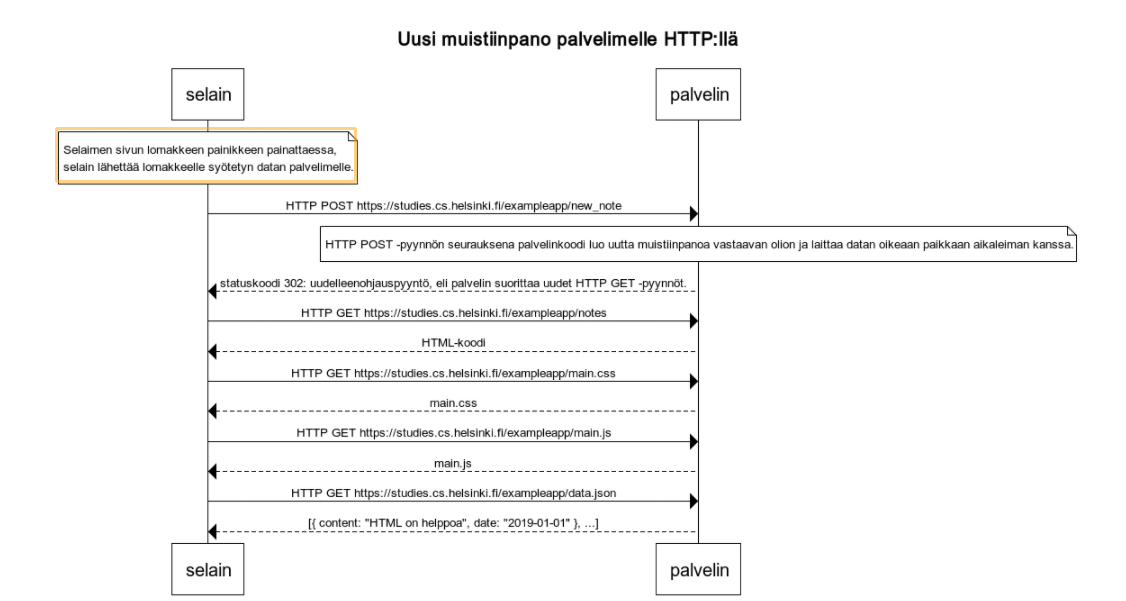 Uusi muistiinpano palvelimelle HTTP:llä
selain
palvelin
Selaimen sivun lomakkeen painikkeen painattaessa,
selain lähettää lomakkeelle syötetyn datan palvelimelle.
HTTP POST https://studies.cs.helsinki.fi/exampleapp/new_note
HTTP POST -pyynnön seurauksena palvelinkoodi luo uutta muistiinpanoa vastaavan olion ja laittaa datan oikeaan paikkaan aikaleiman kanssa.
statuskoodi 302: uudelleenohjauspyyntö, eli palvelin suorittaa uudet HTTP GET -pyynnöt.
HTTP GET https://studies.cs.helsinki.fi/exampleapp/notes
HTML-koodi
HTTP GET https://studies.cs.helsinki.fi/exampleapp/main.css
main.css
HTTP GET https://studies.cs.helsinki.fi/exampleapp/main.js
main.js
HTTP GET https://studies.cs.helsinki.fi/exampleapp/data.json
[{ content: "HTML on helppoa", date: "2019-01-01" }, ...]
selain
palvelin